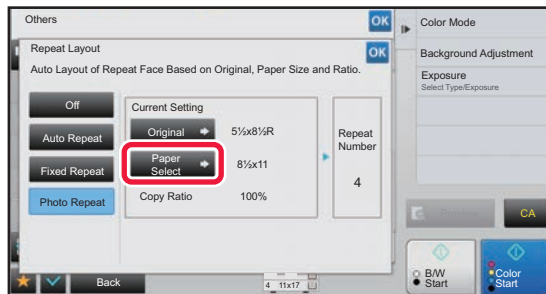 Others
OK
Color Mode
Repeat Layout
OK
Background Adjustment
Auto Layout of Repeat Face Based on Original, Paper Size and Ratio.
Exposure
Select Type/Exposure
Off
Current Setting
Auto Repeat
Original
5½x8½R
Repeat
Number
Fixed Repeat
Paper
Select
8½x11
4
Photo Repeat
Copy Ratio
100%
CA
Back
4 11x17
B/W
Start
Color
Start